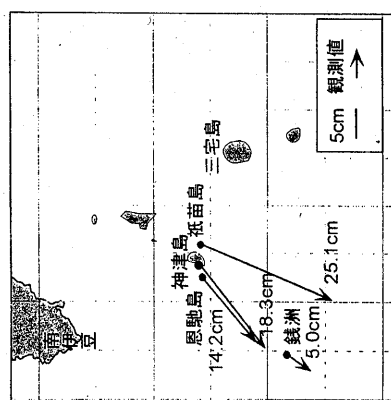 南伊豆
神津島
恩馳島
祇苗島
三宅島
14.2cm
18.3cm
25.1cm
銭洲
5.0cm
5cm
観測値